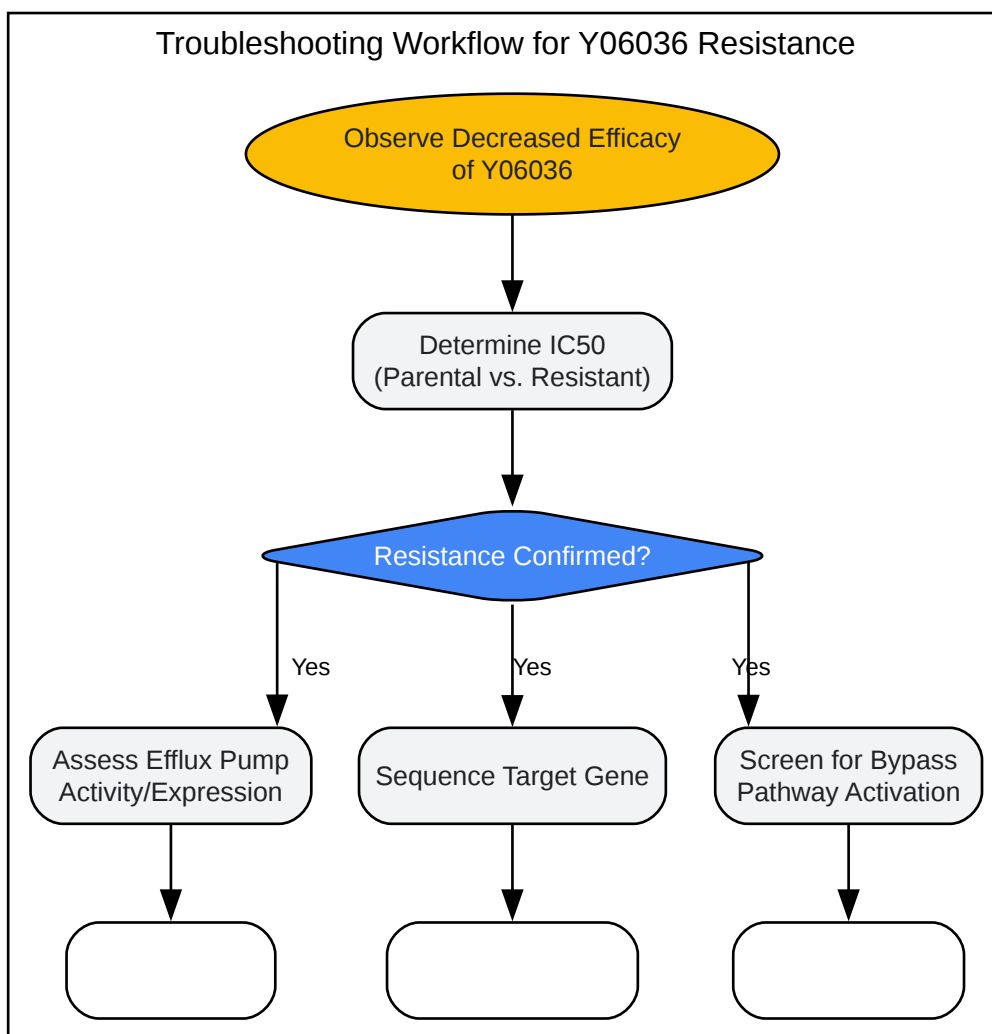 Troubleshooting Workflow for Y06036 Resistance
Observe Decreased Efficacy
of Y06036
Determine IC50
(Parental vs. Resistant)
Resistance Confirmed?
Yes
Yes
Yes
Assess Efflux Pump
Activity/Expression
Sequence Target Gene
Screen for Bypass
Pathway Activation